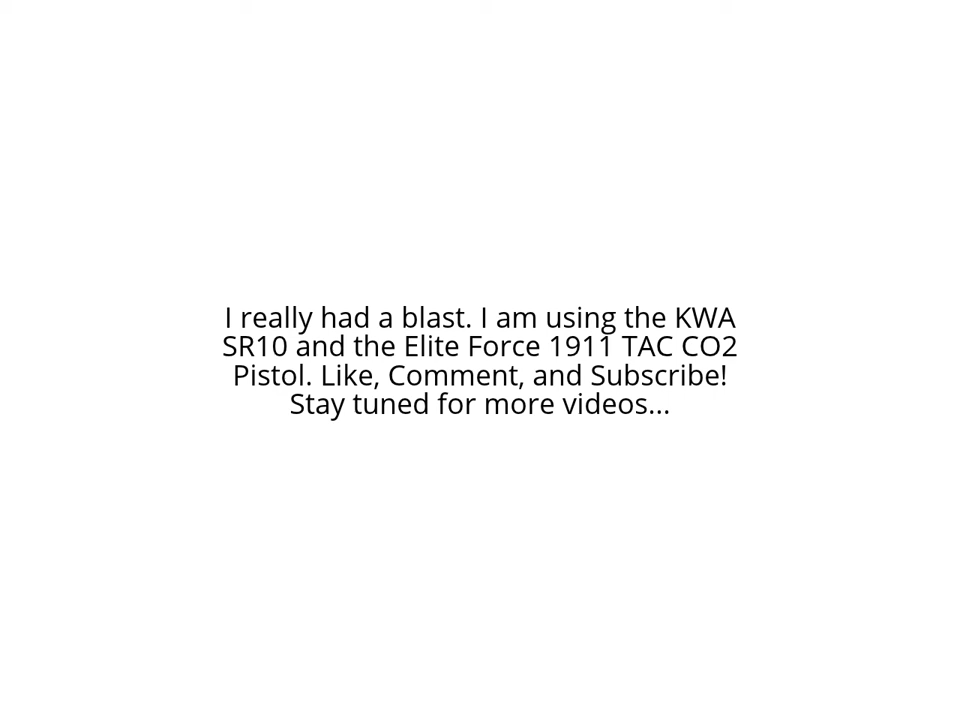 I really had a blast. I am using the KWA
SR10 and the Elite Force 1911 TAC CO2
Pistol. Like, Comment, and Subscribe!
Stay tuned for more videos...